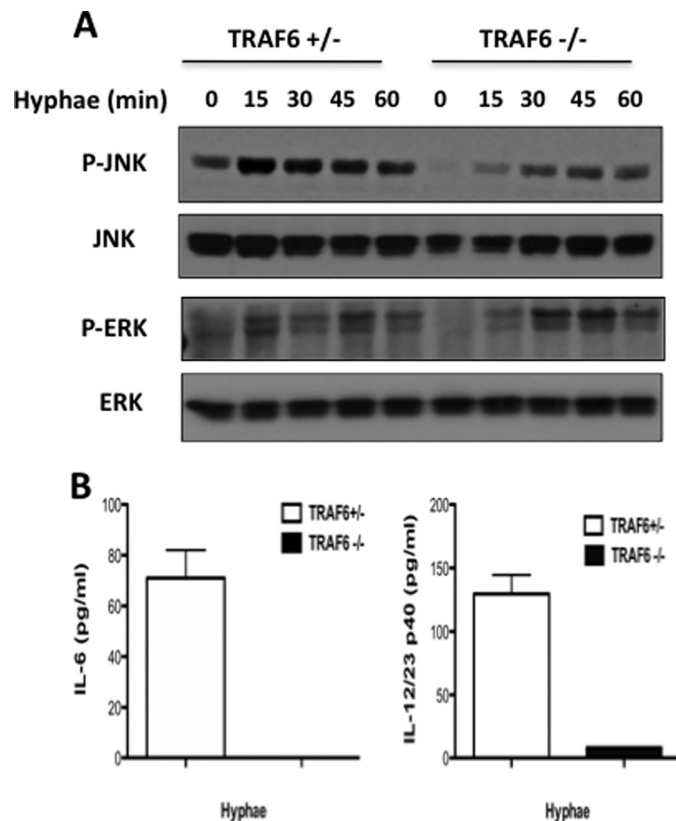 A
TRAF6 +/- TRAF6 -/-
Hyphae (min) 0 15 30 45 60 0 15 30 45 60
P-JNK
JNK
P-ERK
ERK
B
100
80
60
40
20
0
IL-6 (pg/ml)
TRAF6+/-
TRAF6 -/-
Hyphae
200
150
100
50
0
IL-12/23 p40 (pg/ml)
TRAF6+/-
TRAF6 -/-
Hyphae